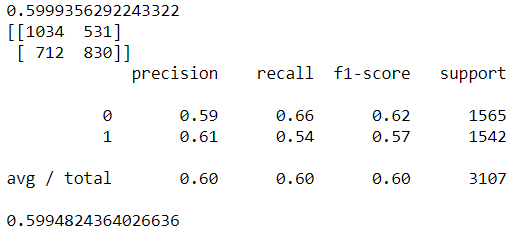 0.5999356292243322
[[1034 531]
[ 712 830]]
precision recall f1-score support
0 0.59 0.66 0.62 1565
1 0.61 0.54 0.57 1542
avg / total 0.60 0.60 0.60 3107
0.5994824364026636